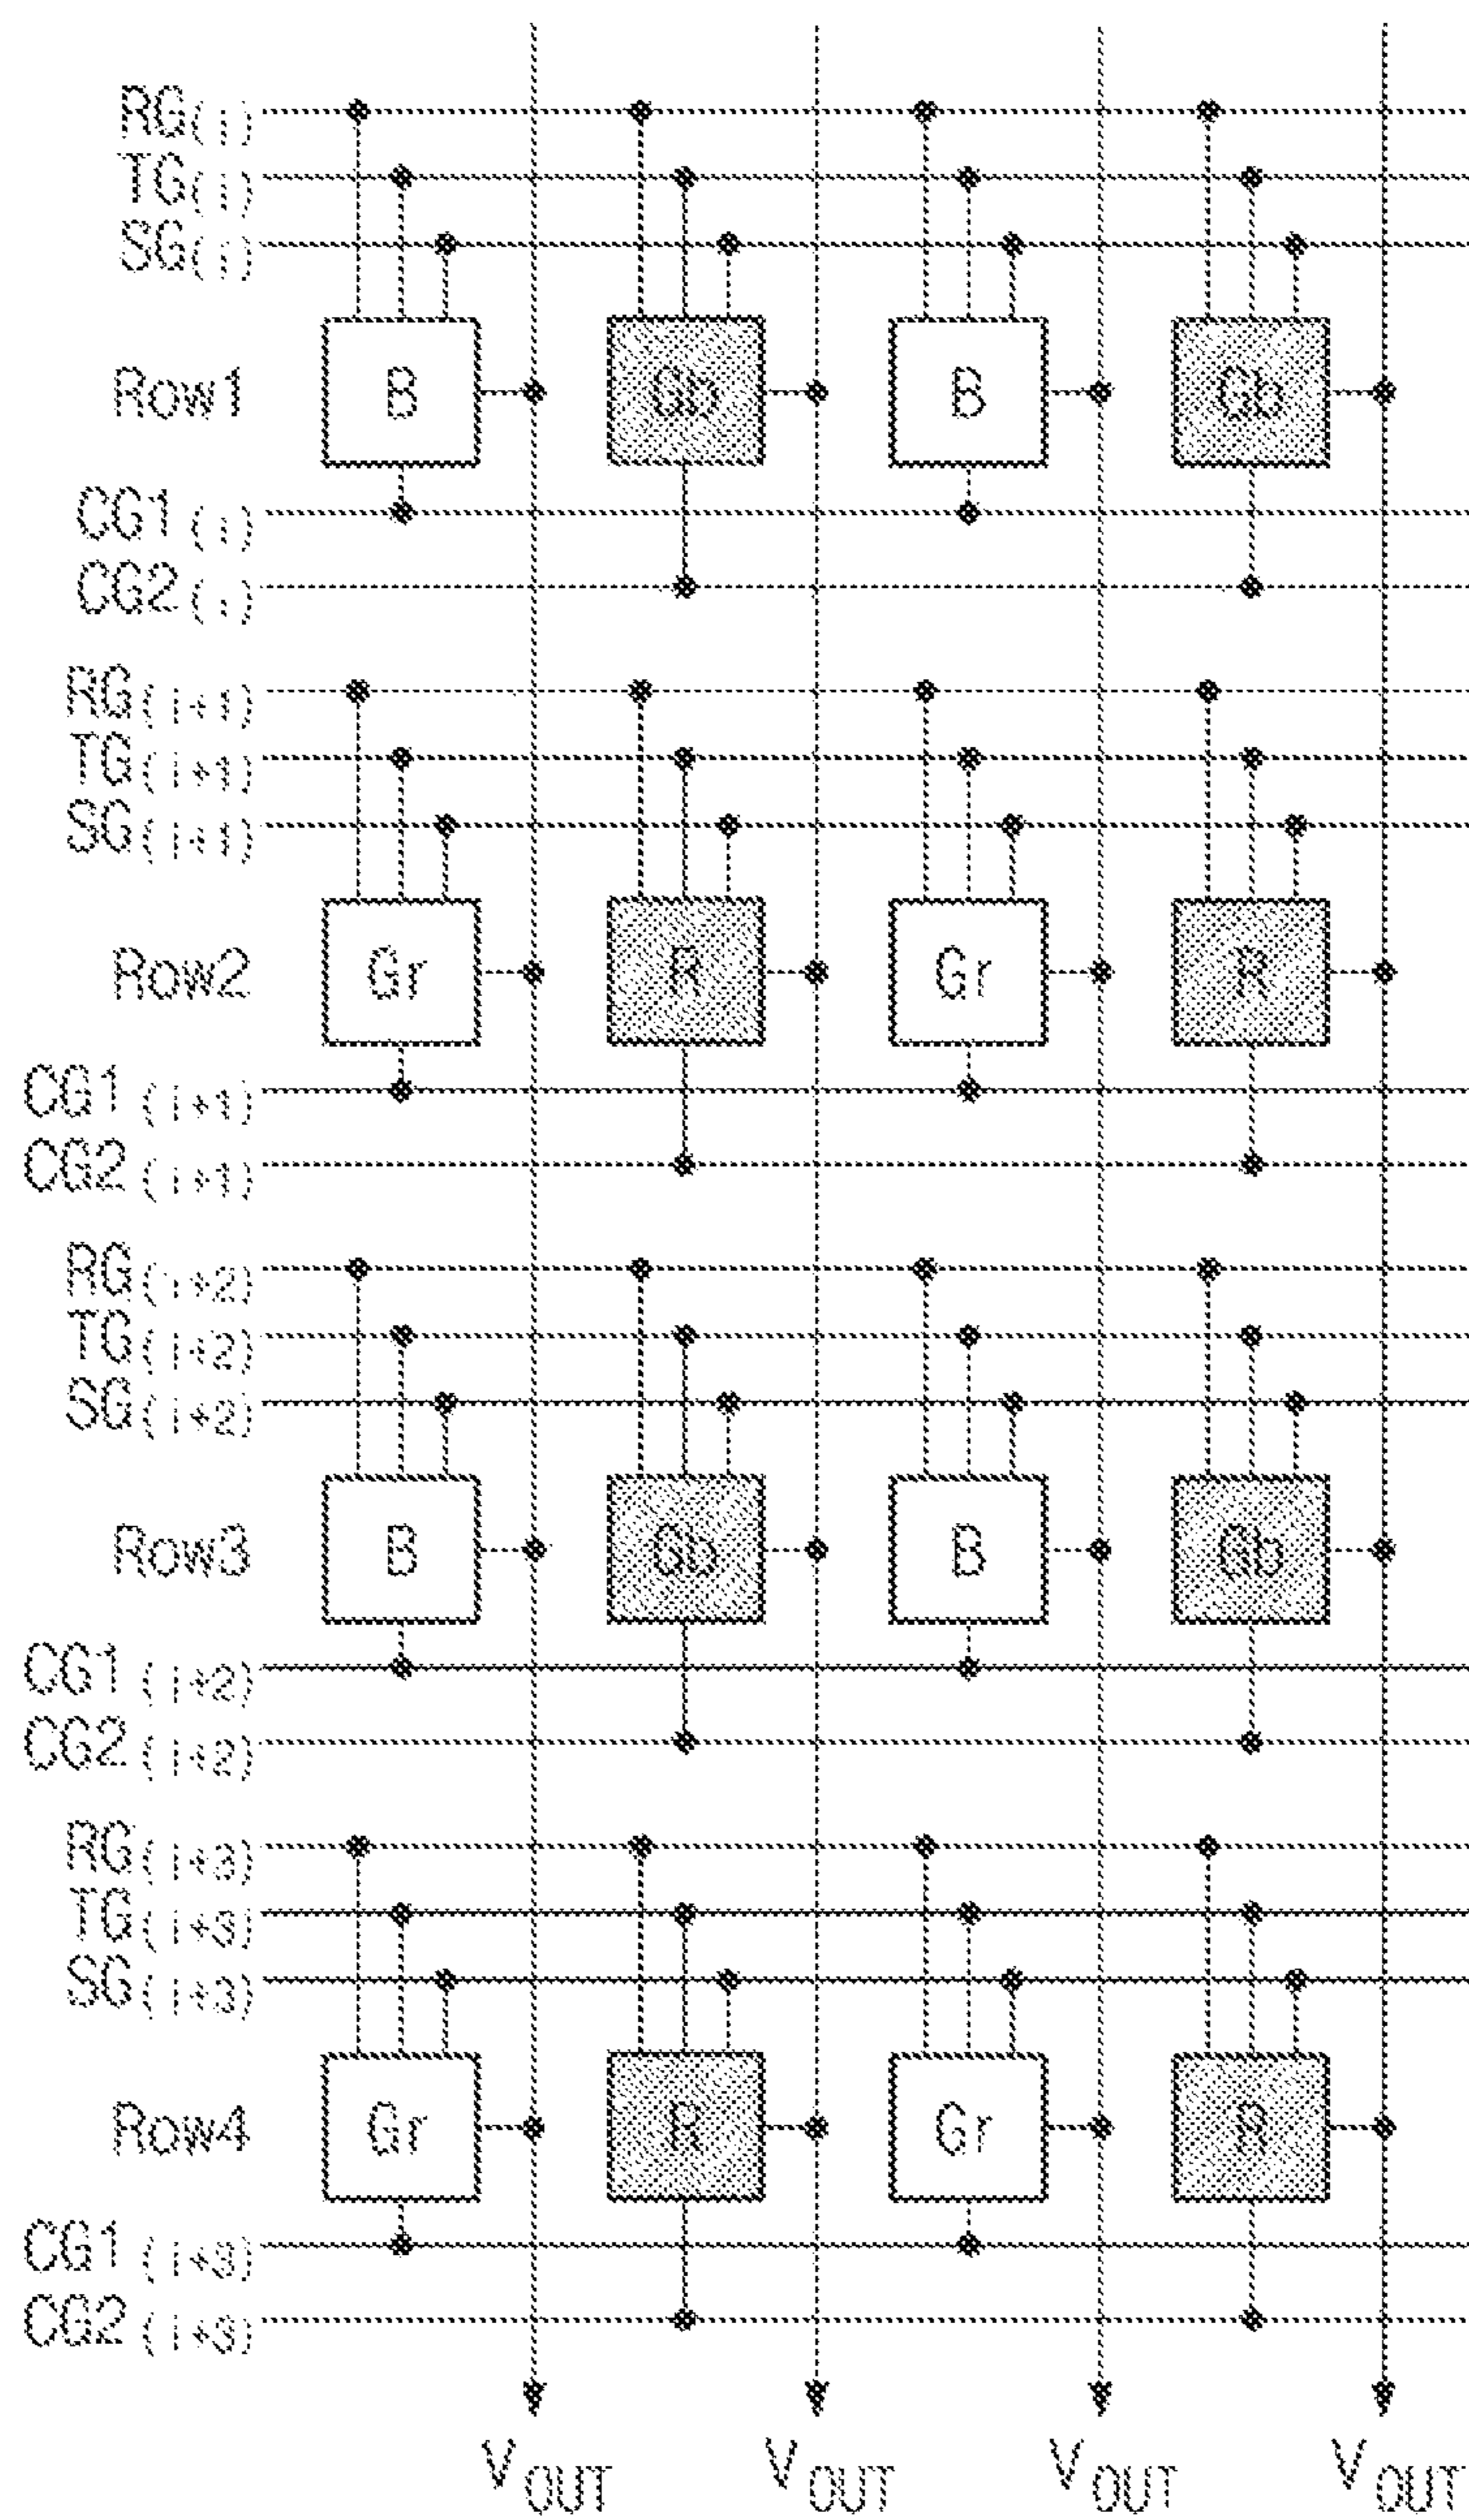 RG(i)
TG(i)
SG(i)
Row1 B Gb B Gb
CG1(i)
CG2(i)
RG(i+1)
TG(i+1)
SG(i+1)
Row2 Gr R Gr R
CG1(i+1)
CG2(i+1)
RG(i+2)
TG(i+2)
SG(i+2)
Row3 B Gb B Gb
CG1(i+2)
CG2(i+2)
RG(i+3)
TG(i+3)
SG(i+3)
Row4 Gr R Gr R
CG1(i+3)
CG2(i+3)
VOUT VOUT VOUT VOUT